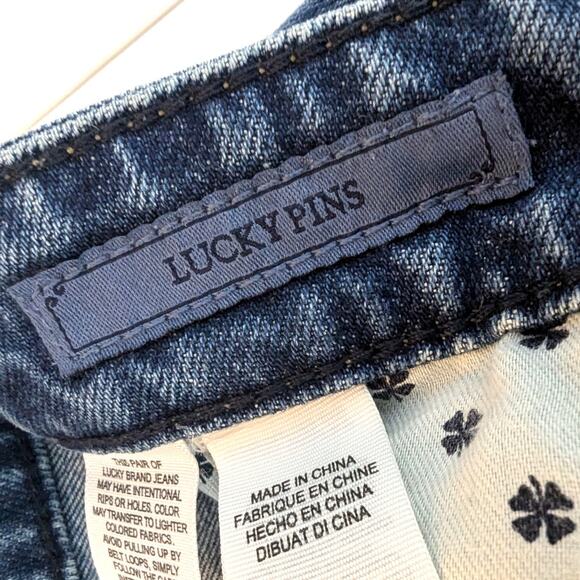 LUCKY PINS
THIS PAIR OF
LUCKY BRAND JEANS
MAY HAVE INTENTIONAL
RIPS OR HOLES. COLOR
MAY TRANSFER TO LIGHTER
COLORED FABRICS.
AVOID PULLING UP BY
BELT LOOPS, SIMPLY
FOLLOW THE
MADE IN CHINA
FABRIQUE EN CHINE
HECHO EN CHINA
DIBUAT DI CINA